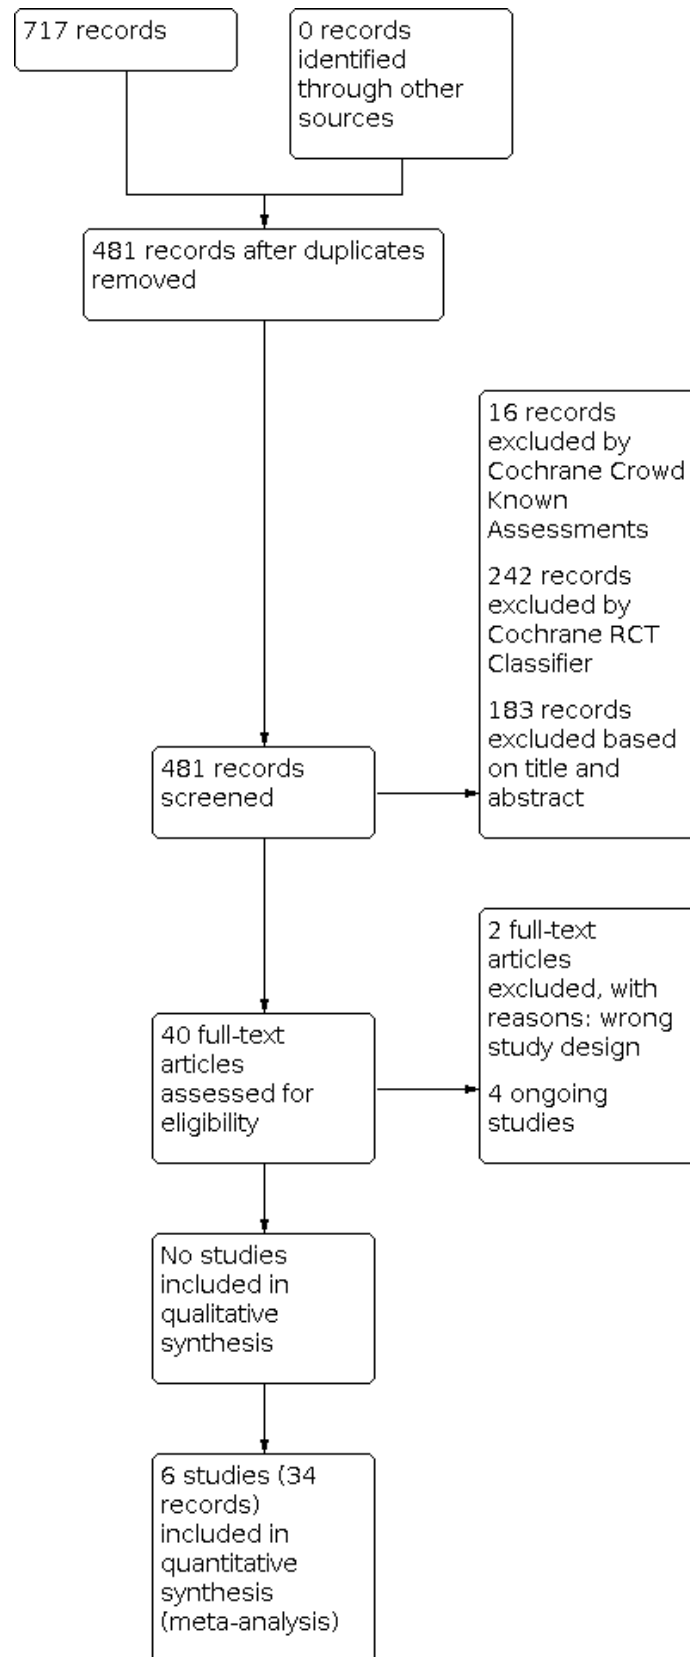 717 records
0 records
identified
through other
sources
481 records after duplicates
removed
16 records
excluded by
Cochrane Crowd
Known
Assessments
242 records
excluded by
Cochrane RCT
Classifier
183 records
excluded based
on title and
abstract
481 records
screened
2 full-text
articles
excluded, with
reasons: wrong
study design
4 ongoing
studies
40 full-text
articles
assessed for
eligibility
No studies
included in
qualitative
synthesis
6 studies (34
records)
included in
quantitative
synthesis
(meta-analysis)